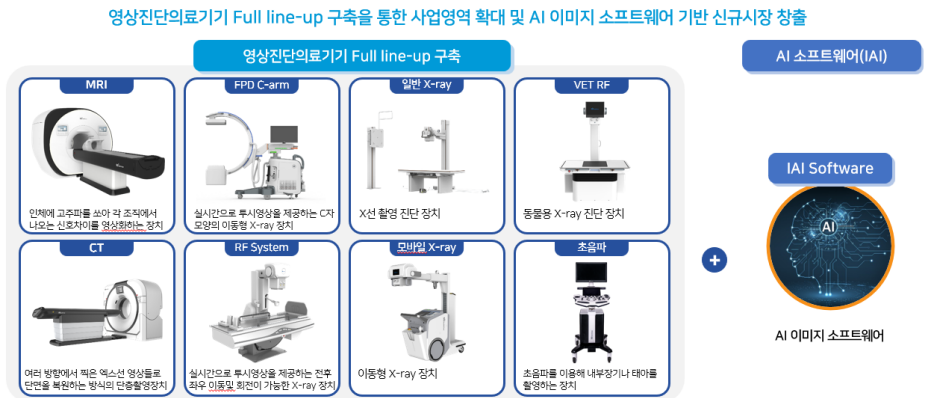 영상진단의료기기 Full line-up 구축을 통한 사업영역 확대 및 AI 이미지 소프트웨어 기반 신규시장 창출
영상진단의료기기 Full line-up 구축
AI 소프트웨어(IAI)
MRI
인체에 고주파를 쏘아 각 조직에서
나오는 신호차이를 영상화하는 장치
FPD C-arm
실시간으로 투시영상을 제공하는 C자
모양의 이동형 X-ray 장치
일반 X-ray
X선 촬영 진단 장치
VET RF
동물용 X-ray 진단 장치
CT
여러 방향에서 찍은 엑스선 영상들로
단면을 복원하는 방식의 단층촬영장치
RF System
실시간으로 투시영상을 제공하는 전후
좌우 이동및 회전이 가능한 X-ray 장치
모바일 X-ray
이동형 X-ray 장치
초음파
초음파를 이용해 내부장기나 태아를
촬영하는 장치
IAI Software
AI
AI 이미지 소프트웨어